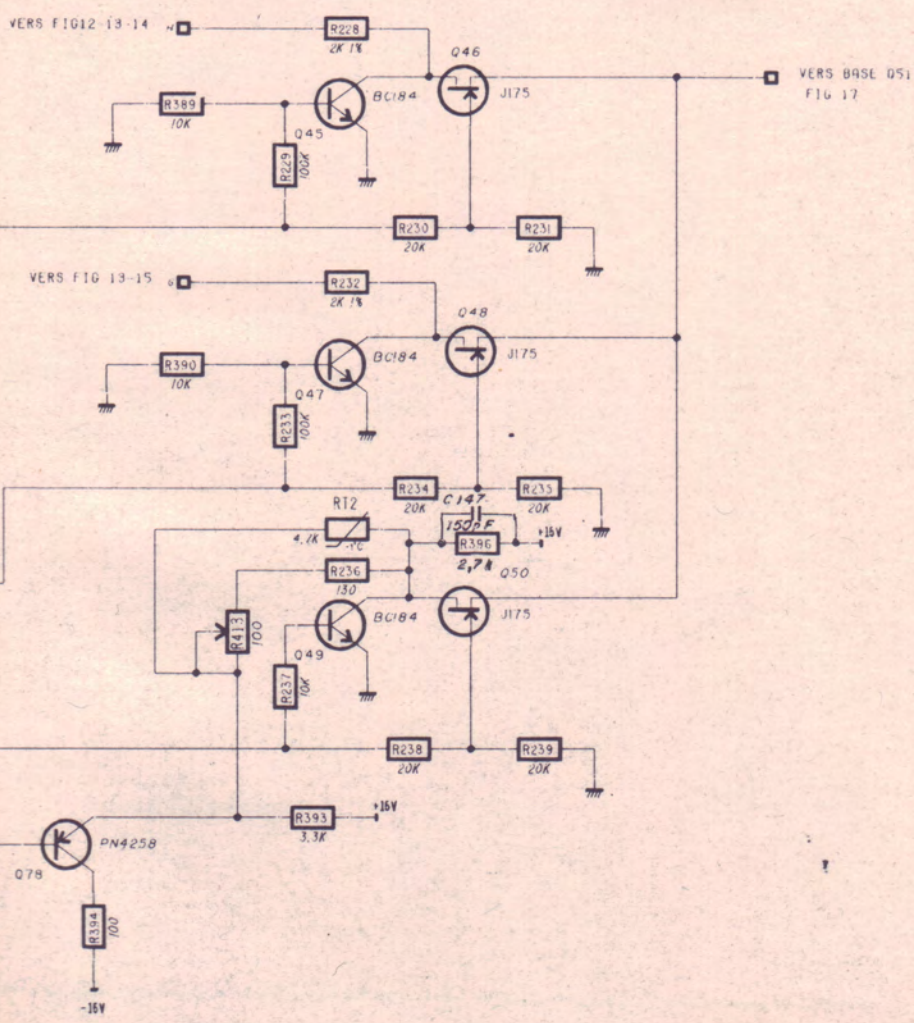 VERS FIG12-13-14
R228
2K 1%
Q46
R389
10K
BC184
J175
VERS BASE Q51
FIG 17
Q45
R229
100K
R230
20K
R231
20K
VERS FIG 13-15
R232
2K 1%
Q48
R390
10K
BC184
J175
Q47
R233
100K
R234
20K
R235
20K
C147
150pF
RT2
4.7K
R396
2,7K
+16V
R236
130
Q50
R413
100
BC184
J175
Q49
R237
10K
R238
20K
R239
20K
R393
3.3K
+16V
PN4258
Q78
R394
100
-16V